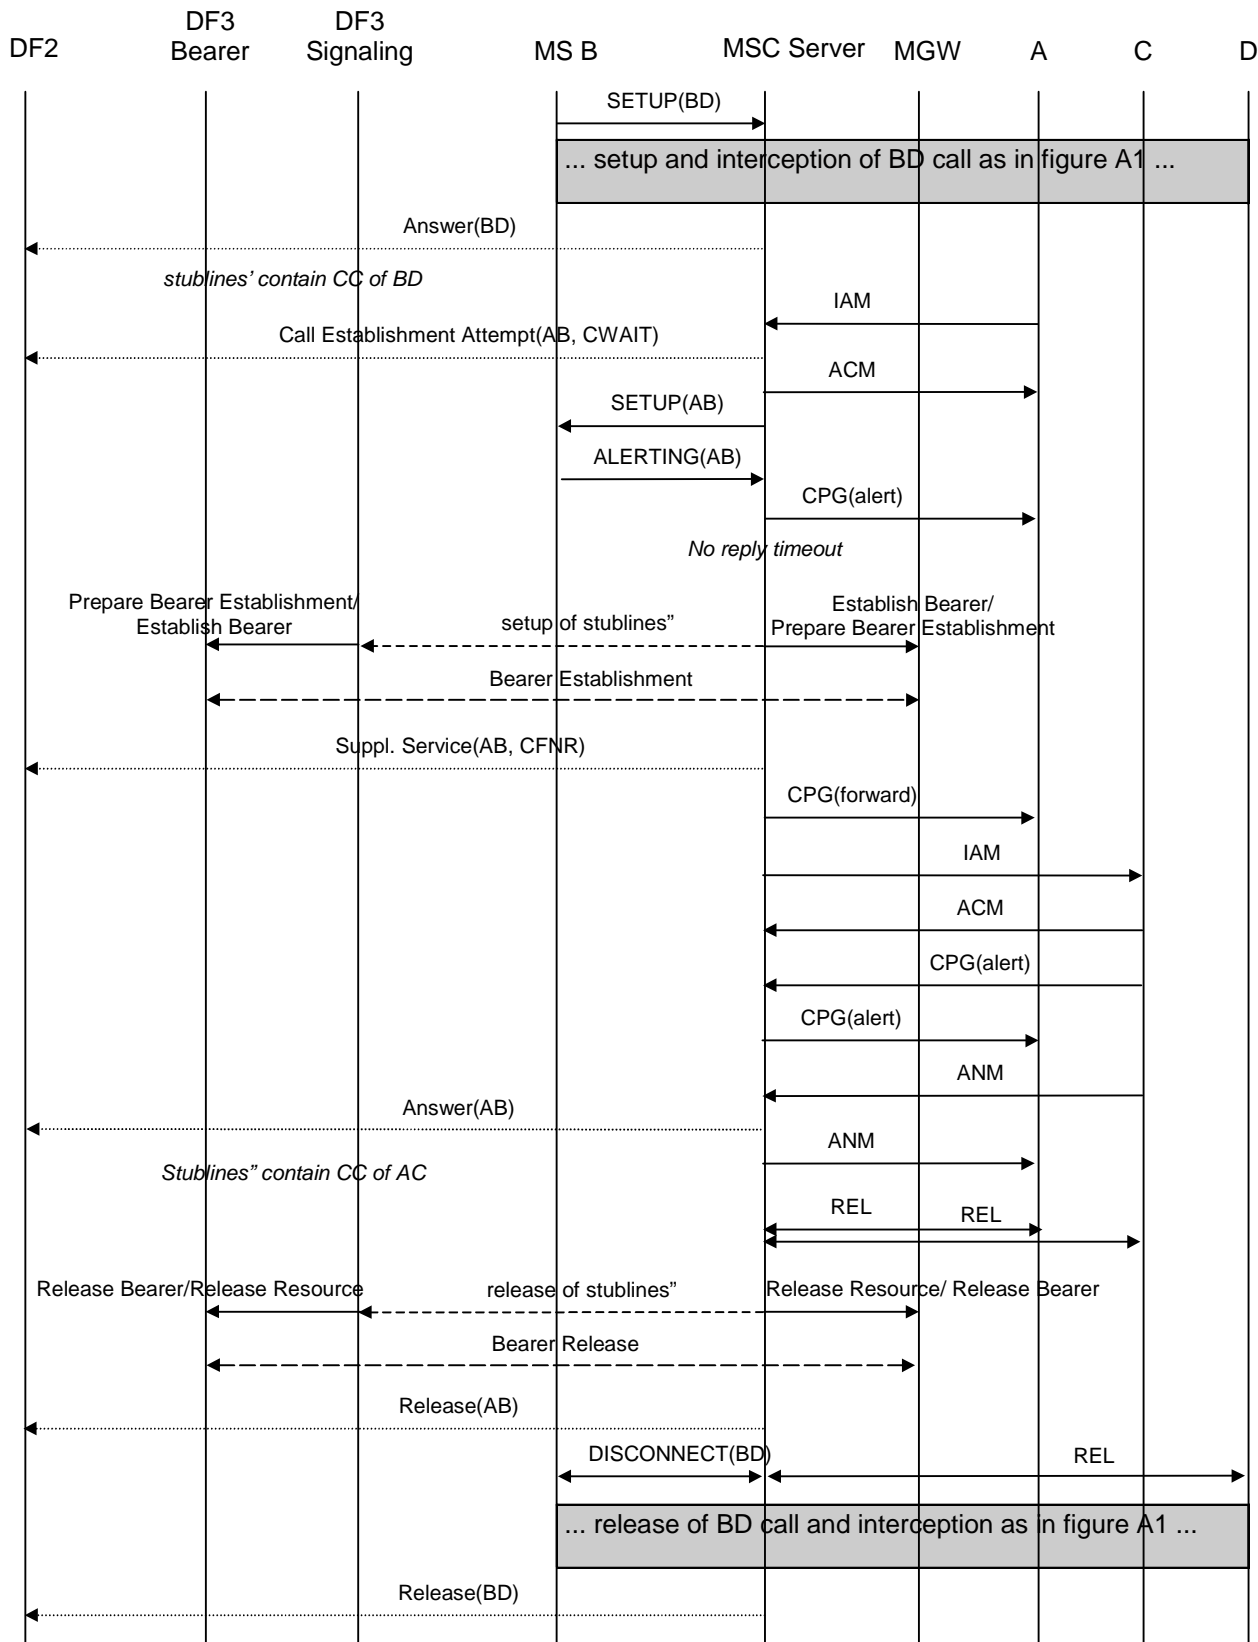 DF2
DF3
Bearer
DF3
Signaling
MS B
MSC Server
MGW
A
C
D
SETUP(BD)
... setup and interception of BD call as in figure A1 ...
Answer(BD)
stublines’ contain CC of BD
IAM
Call Establishment Attempt(AB, CWAIT)
ACM
SETUP(AB)
ALERTING(AB)
CPG(alert)
No reply timeout
Prepare Bearer Establishment/
Establish Bearer
setup of stublines”
Establish Bearer/
Prepare Bearer Establishment
Bearer Establishment
Suppl. Service(AB, CFNR)
CPG(forward)
IAM
ACM
CPG(alert)
CPG(alert)
ANM
Answer(AB)
ANM
Stublines” contain CC of AC
REL
REL
Release Bearer/Release Resource
release of stublines”
Release Resource/ Release Bearer
Bearer Release
Release(AB)
DISCONNECT(BD)
REL
... release of BD call and interception as in figure A1 ...
Release(BD)